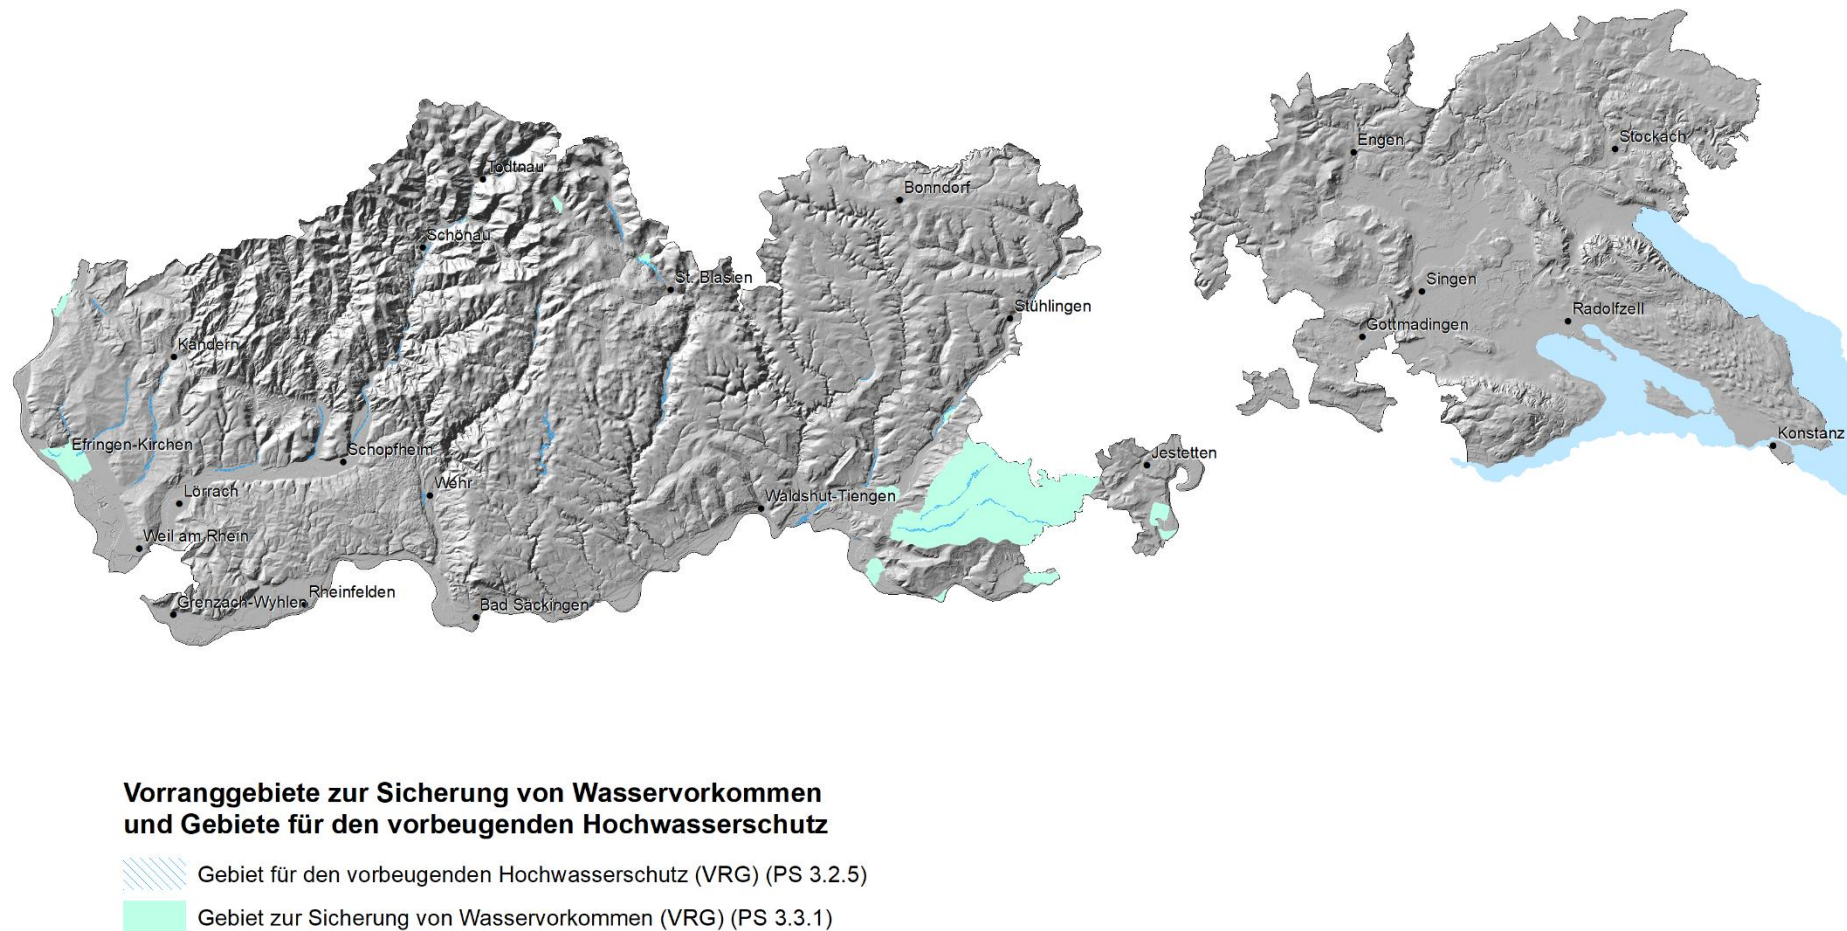 Engen
Stockach
Todtnau
Bonndorf
Schönau
St. Blasien
Singen
Stühlingen
Radolfzell
Gottmadingen
Kandern
Konstanz
Efringen-Kirchen
Schopfheim
Jestetten
Wehr
Lörrach
Waldshut-Tiengen
Weil am Rhein
Rheinfelden
Grenzach-Wyhlen
Bad Säckingen
Vorranggebiete zur Sicherung von Wasservorkommen
und Gebiete für den vorbeugenden Hochwasserschutz
Gebiet für den vorbeugenden Hochwasserschutz (VRG) (PS 3.2.5)
Gebiet zur Sicherung von Wasservorkommen (VRG) (PS 3.3.1)